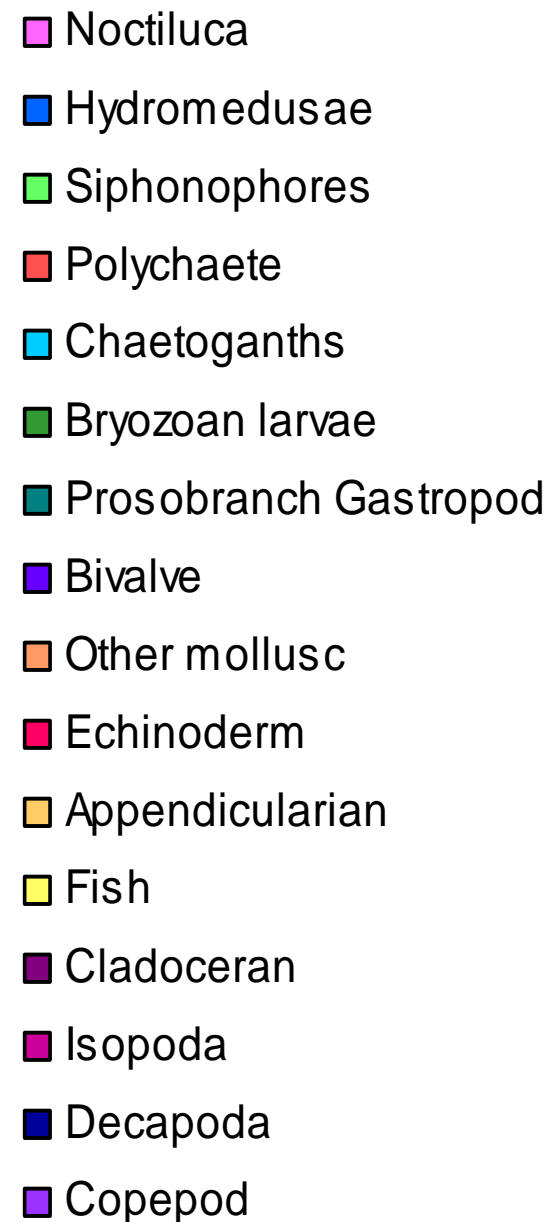 Noctiluca
Hydromedusae
Siphonophores
Polychaete
Chaetoganths
Bryozoan larvae
Prosobranch Gastropod
Bivalve
Other mollusc
Echinoderm
Appendicularian
Fish
Cladoceran
Isopoda
Decapoda
Copepod